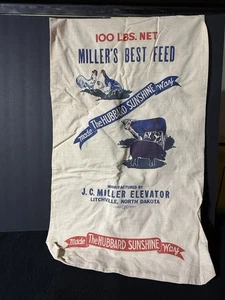 100 LBS. NET
MILLER'S BEST FEED
Made The HUBBARD SUNSHINE Way
MANUFACTURED BY
J. C. MILLER ELEVATOR
LITCHVILLE, NORTH DAKOTA
Made The HUBBARD SUNSHINE Way